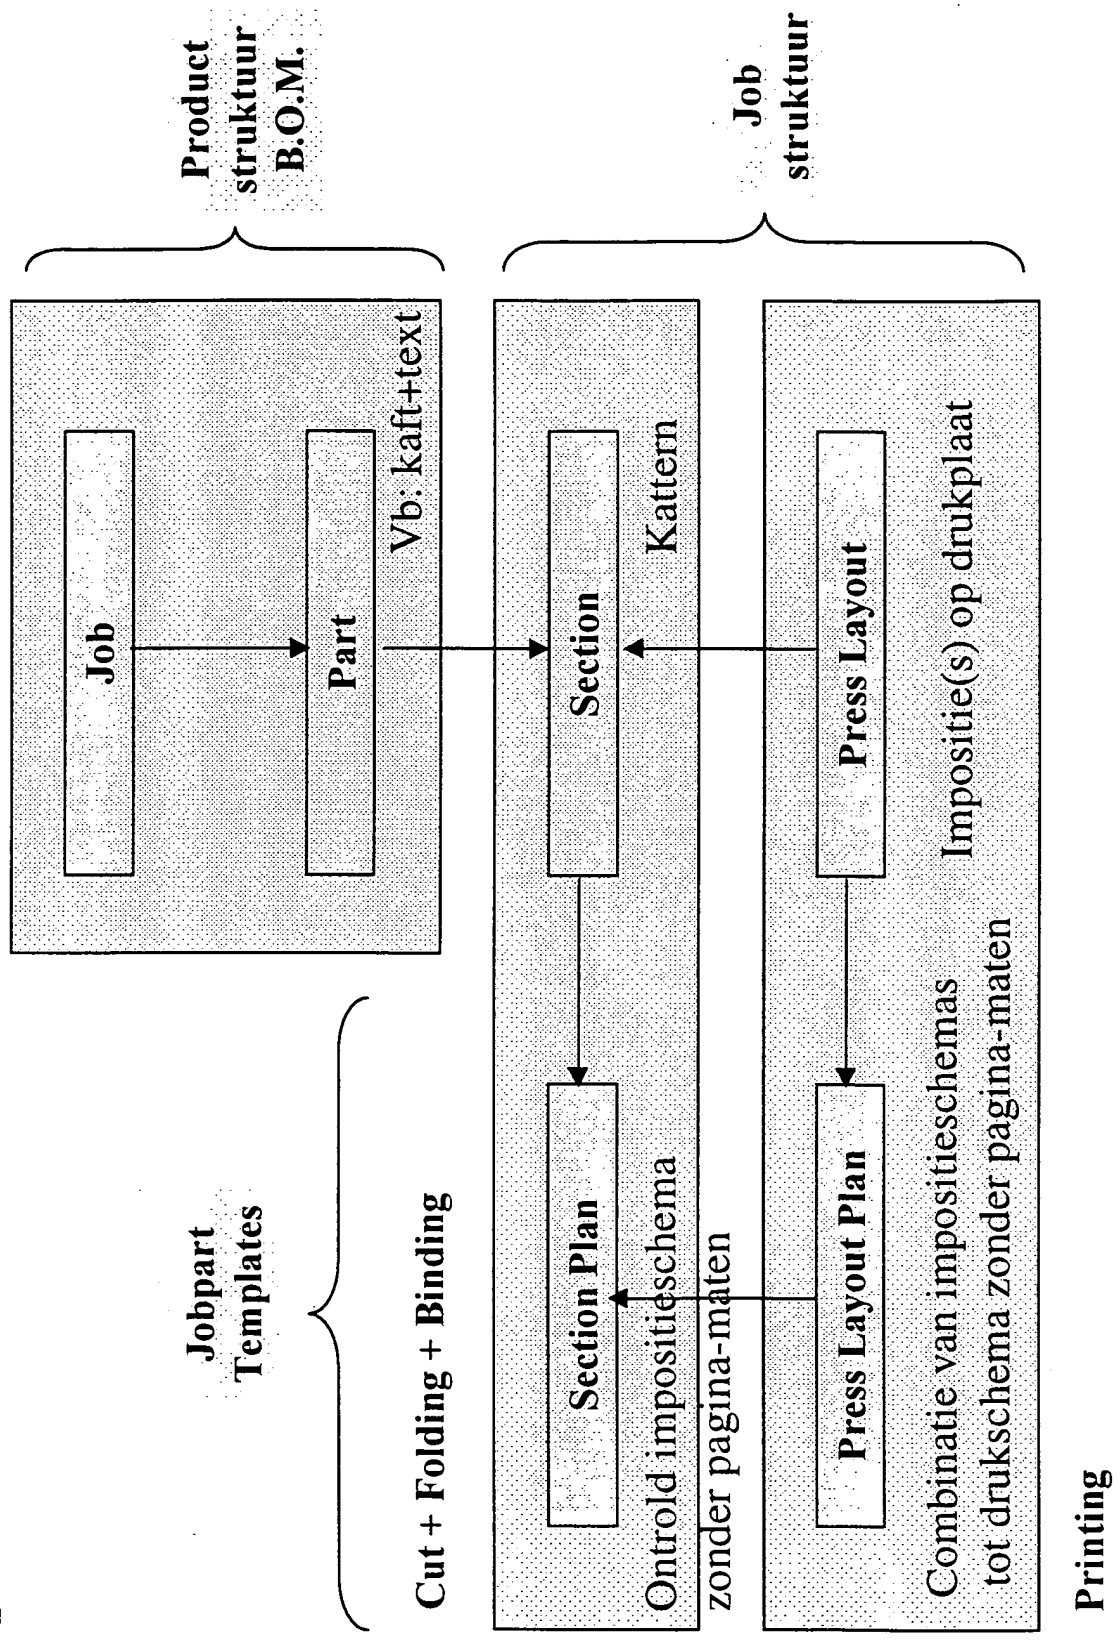 Product
struktuur
B.O.M.
Job
struktuur
Job
Part
Vb: kaft+text
Section
Kattern
Press Layout
Impositie(s) op drukplaat
Jobpart
Templates
Cut + Folding + Binding
Section Plan
Ontrold impositieschema
zonder pagina-maten
Press Layout Plan
Combinatie van impositieschemas
tot drukschema zonder pagina-maten
Printing